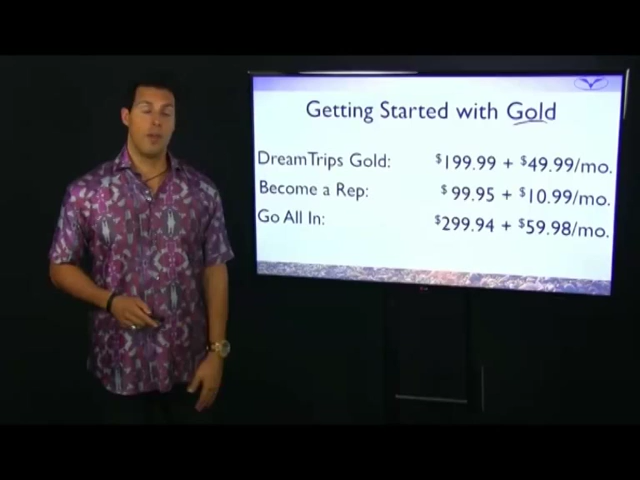 Getting Started with Gold
DreamTrips Gold: $199.99 + $49.99/mo.
Become a Rep: $ 99.95 + $10.99/mo.
Go All In: $299.94 + $59.98/mo.